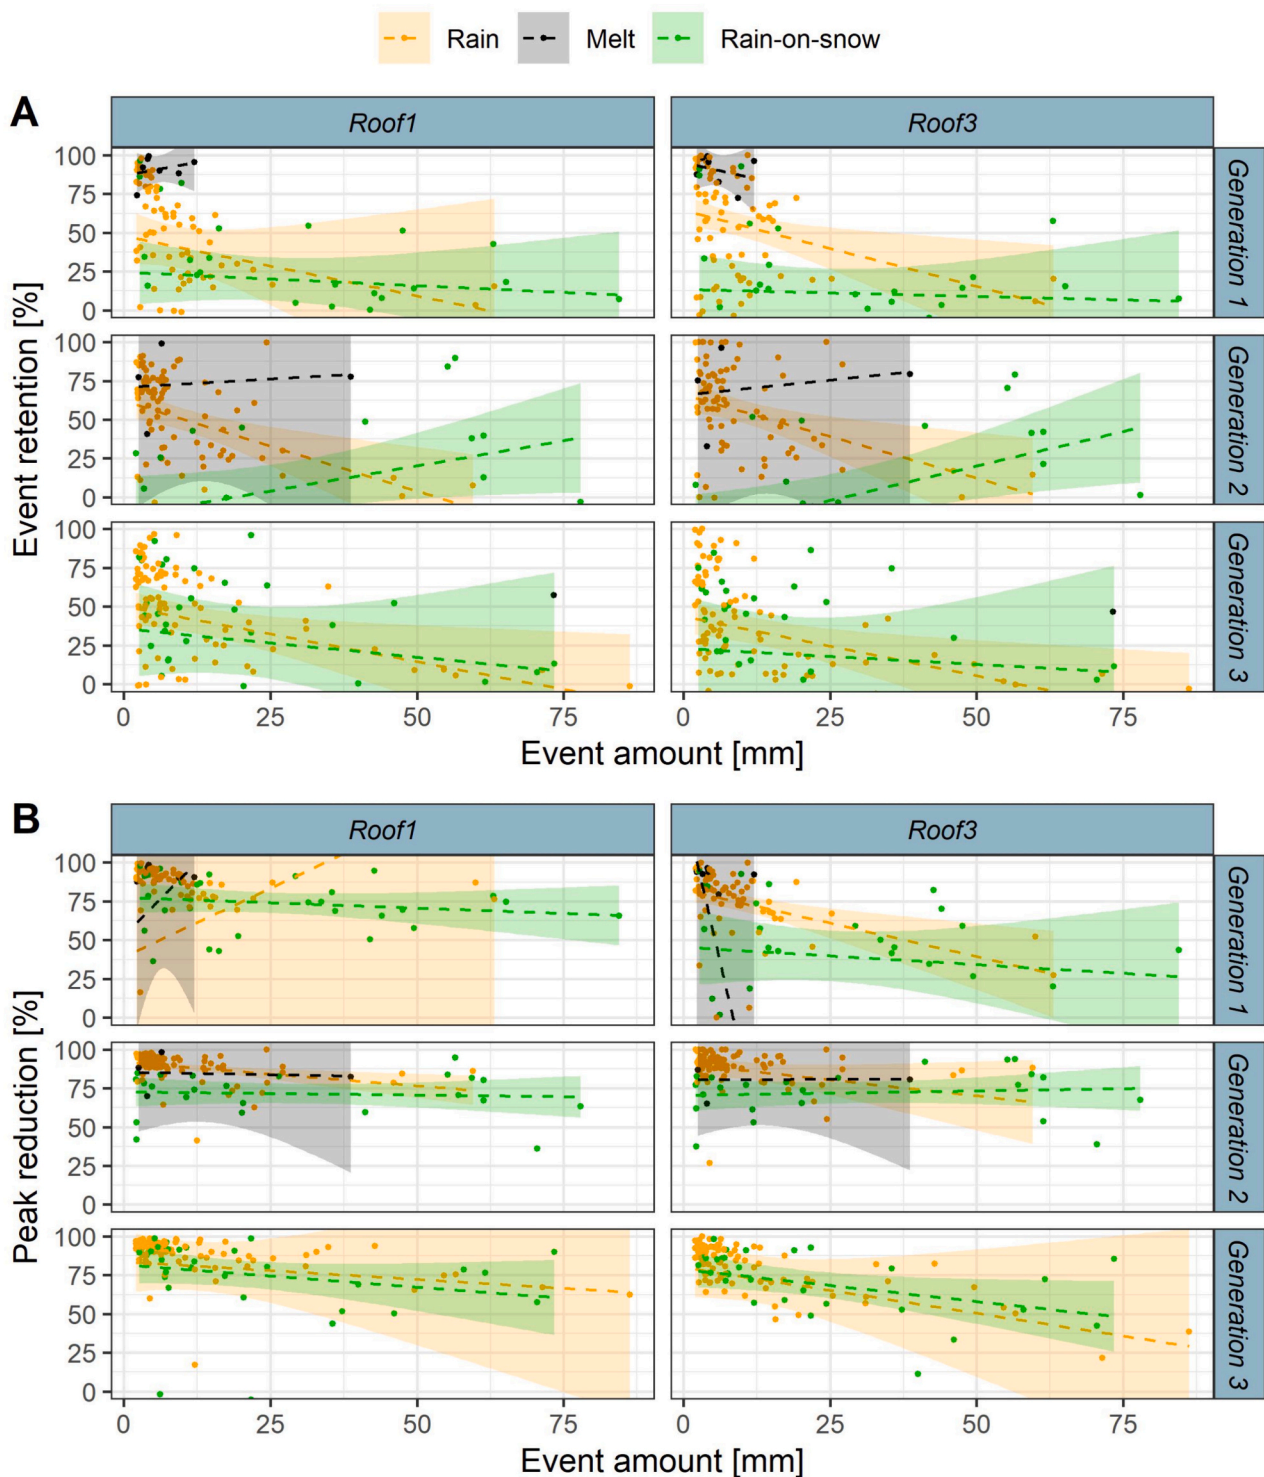 Rain Melt Rain-on-snow
A
Roof1 Roof3
Event retention [%]
100
75
50
25
0
Generation 1
100
75
50
25
0
Generation 2
100
75
50
25
0
Generation 3
0 25 50 75 0 25 50 75
Event amount [mm]
B
Roof1 Roof3
Peak reduction [%]
100
75
50
25
0
Generation 1
100
75
50
25
0
Generation 2
100
75
50
25
0
Generation 3
0 25 50 75 0 25 50 75
Event amount [mm]